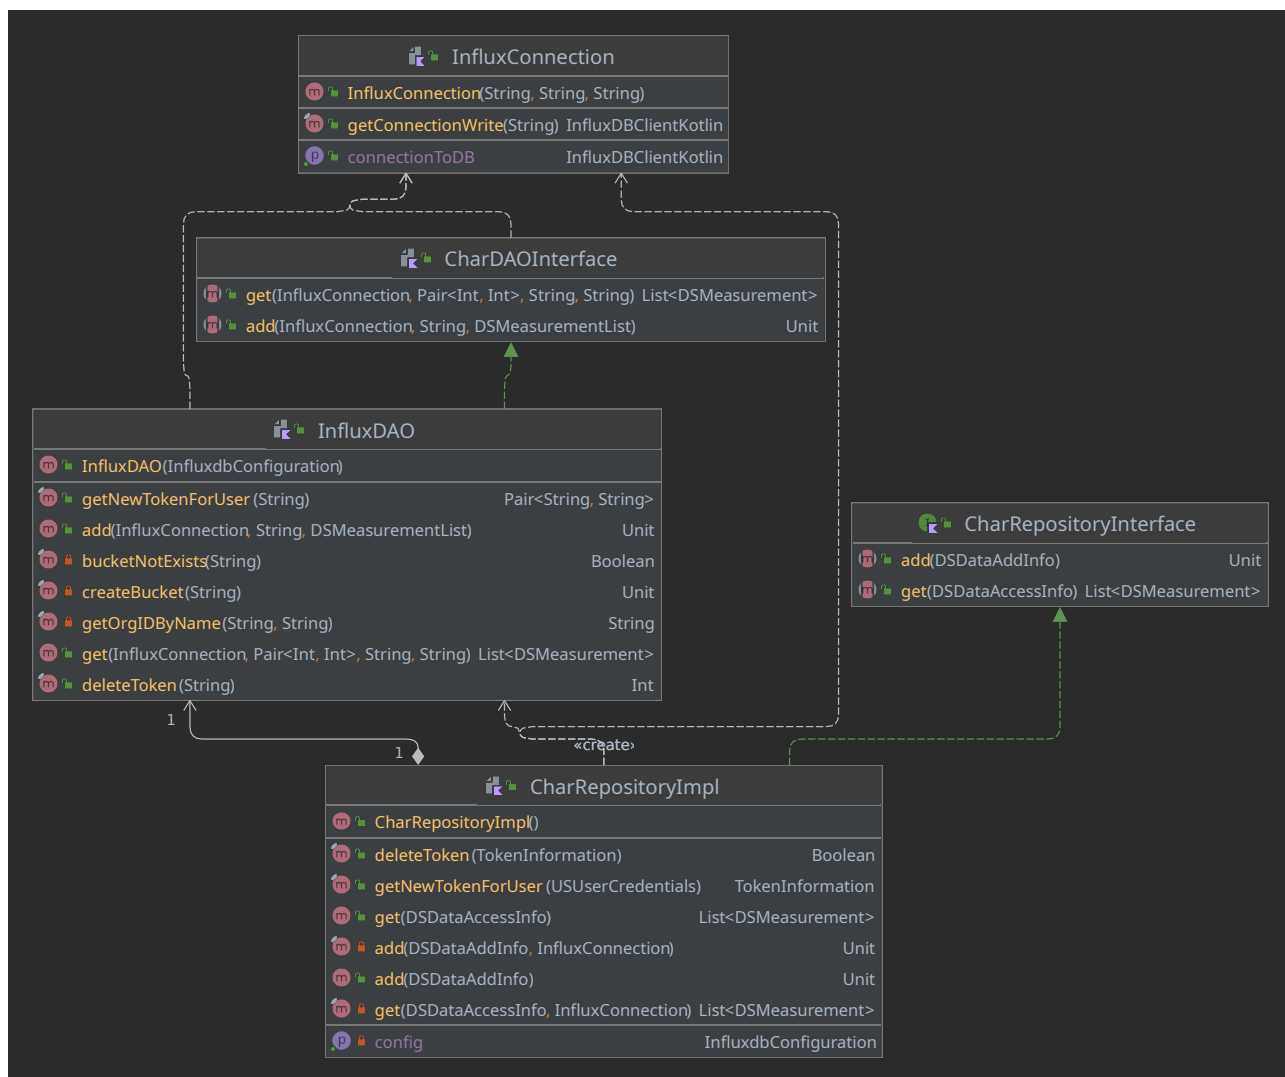 InfluxConnection
InfluxConnection(String, String, String)
getConnectionWrite(String) InfluxDBClientKotlin
connectionToDB InfluxDBClientKotlin
CharDAOInterface
get(InfluxConnection, Pair<Int, Int>, String, String) List<DSMeasurement>
add(InfluxConnection, String, DSMeasurementList) Unit
InfluxDAO
InfluxDAO(InfluxdbConfiguration)
getNewTokenForUser(String) Pair<String, String>
add(InfluxConnection, String, DSMeasurementList) Unit
bucketNotExists(String) Boolean
createBucket(String) Unit
getOrgIDByName(String, String) String
get(InfluxConnection, Pair<Int, Int>, String, String) List<DSMeasurement>
deleteToken(String) Int
CharRepositoryInterface
add(DSDataAddInfo) Unit
get(DSDataAccessInfo) List<DSMeasurement>
1
1
«create›
CharRepositoryImpl
CharRepositoryImpl()
deleteToken(TokenInformation) Boolean
getNewTokenForUser(USUserCredentials) TokenInformation
get(DSDataAccessInfo) List<DSMeasurement>
add(DSDataAddInfo, InfluxConnection) Unit
add(DSDataAddInfo) Unit
get(DSDataAccessInfo, InfluxConnection) List<DSMeasurement>
config InfluxdbConfiguration